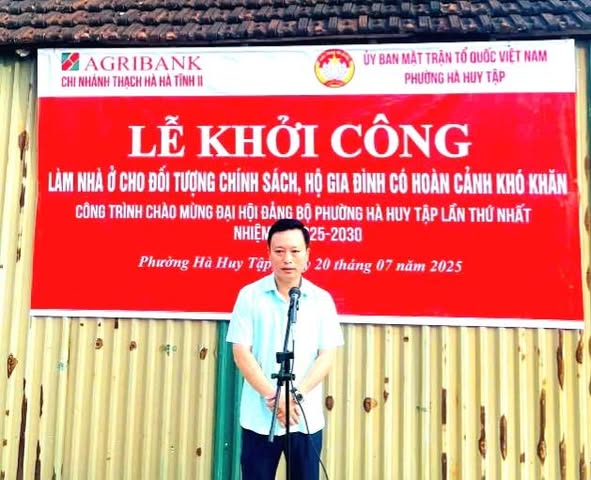 AGRIBANK
CHI NHÁNH THẠCH HÀ HÀ TĨNH II
ỦY BAN MẶT TRẬN TỔ QUỐC VIỆT NAM
PHƯỜNG HÀ HUY TẬP
LỄ KHỞI CÔNG
LÀM NHÀ Ở CHO ĐỐI TƯỢNG CHÍNH SÁCH, HỘ GIA ĐÌNH CÓ HOÀN CẢNH KHÓ KHĂN
CÔNG TRÌNH CHÀO MỪNG ĐẠI HỘI ĐẢNG BỘ PHƯỜNG HÀ HUY TẬP LẦN THỨ NHẤT
NHIỆM 25-2030
Phường Hà Huy Tập 20 tháng 07 năm 2025